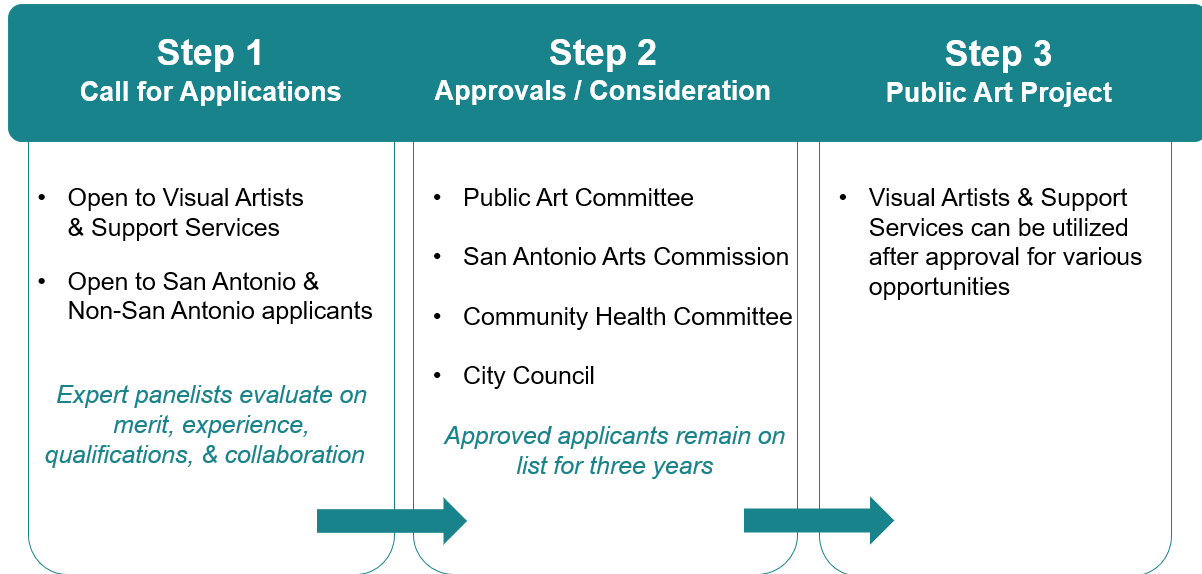 Step 1
Call for Applications
• Open to Visual Artists
& Support Services
• Open to San Antonio &
Non-San Antonio applicants
Expert panelists evaluate on
merit, experience,
qualifications, & collaboration
Step 2
Approvals / Consideration
• Public Art Committee
• San Antonio Arts Commission
• Community Health Committee
• City Council
Approved applicants remain on
list for three years
Step 3
Public Art Project
• Visual Artists & Support
Services can be utilized
after approval for various
opportunities